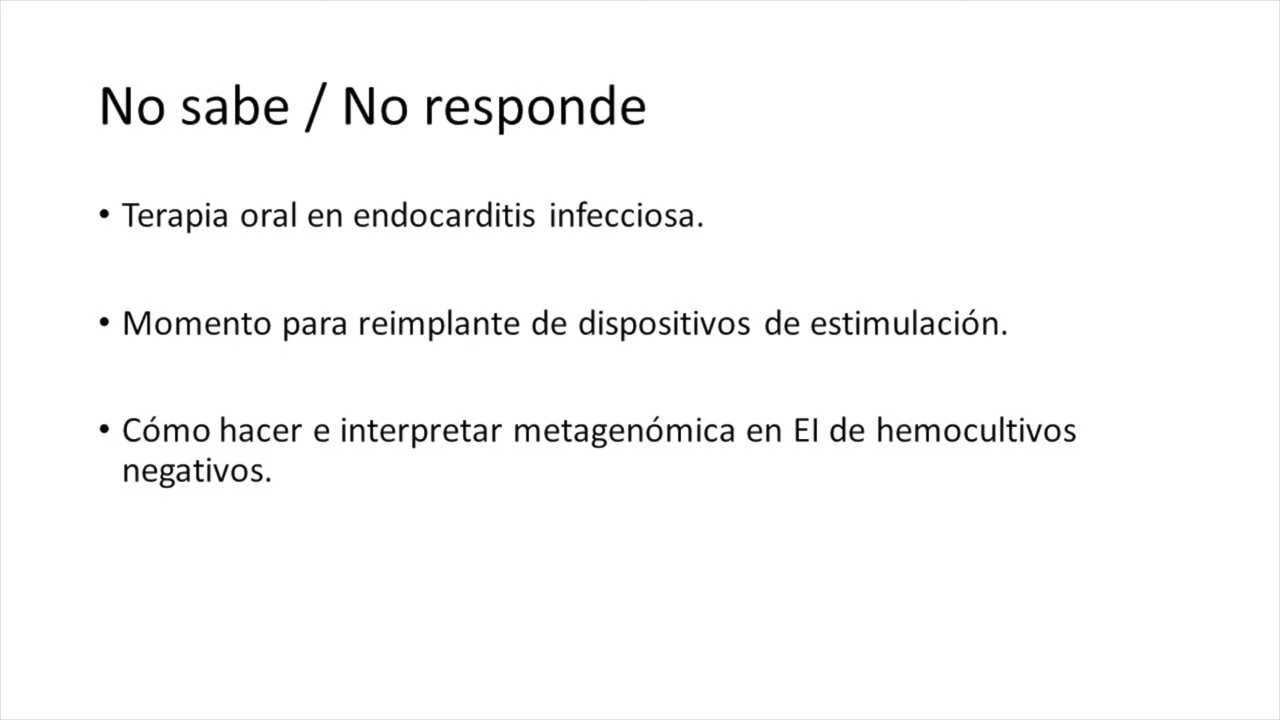 No sabe / No responde
• Terapia oral en endocarditis infecciosa.
• Momento para reimplante de dispositivos de estimulación.
• Cómo hacer e interpretar metagenómica en EI de hemocultivos
negativos.